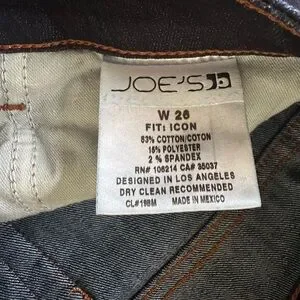 JOE'S
W 26
FIT: ICON
83% COTTON/COTON
15% POLYESTER
2 % SPANDEX
RN# 106214 CA# 35037
DESIGNED IN LOS ANGELES
DRY CLEAN RECOMMENDED
CL#198M MADE IN MEXICO